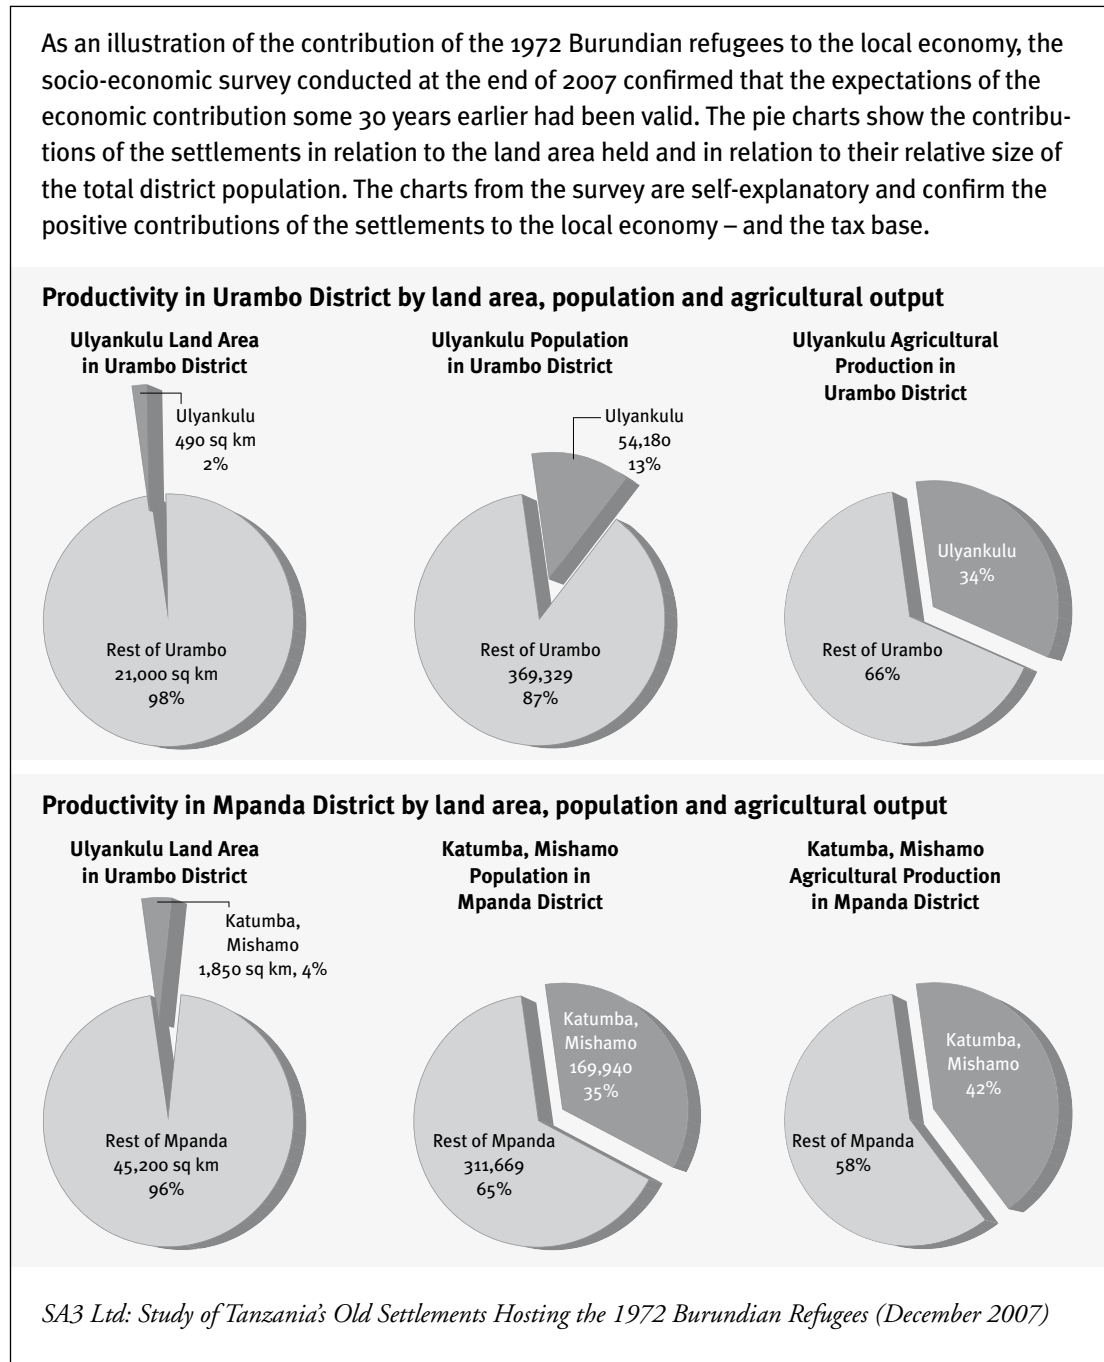 As an illustration of the contribution of the 1972 Burundian refugees to the local economy, the
socio-economic survey conducted at the end of 2007 confirmed that the expectations of the
economic contribution some 30 years earlier had been valid. The pie charts show the contribu-
tions of the settlements in relation to the land area held and in relation to their relative size of
the total district population. The charts from the survey are self-explanatory and confirm the
positive contributions of the settlements to the local economy – and the tax base.
Productivity in Urambo District by land area, population and agricultural output
Ulyankulu Land Area
in Urambo District
Ulyankulu
490 sq km
2%
Rest of Urambo
21,000 sq km
98%
Ulyankulu Population
in Urambo District
Ulyankulu
54,180
13%
Rest of Urambo
369,329
87%
Ulyankulu Agricultural
Production in
Urambo District
Ulyankulu
34%
Rest of Urambo
66%
Productivity in Mpanda District by land area, population and agricultural output
Ulyankulu Land Area
in Urambo District
Katumba,
Mishamo
1,850 sq km, 4%
Rest of Mpanda
45,200 sq km
96%
Katumba, Mishamo
Population in
Mpanda District
Katumba,
Mishamo
169,940
35%
Rest of Mpanda
311,669
65%
Katumba, Mishamo
Agricultural Production
in Mpanda District
Katumba,
Mishamo
42%
Rest of Mpanda
58%
SA3 Ltd: Study of Tanzania's Old Settlements Hosting the 1972 Burundian Refugees (December 2007)